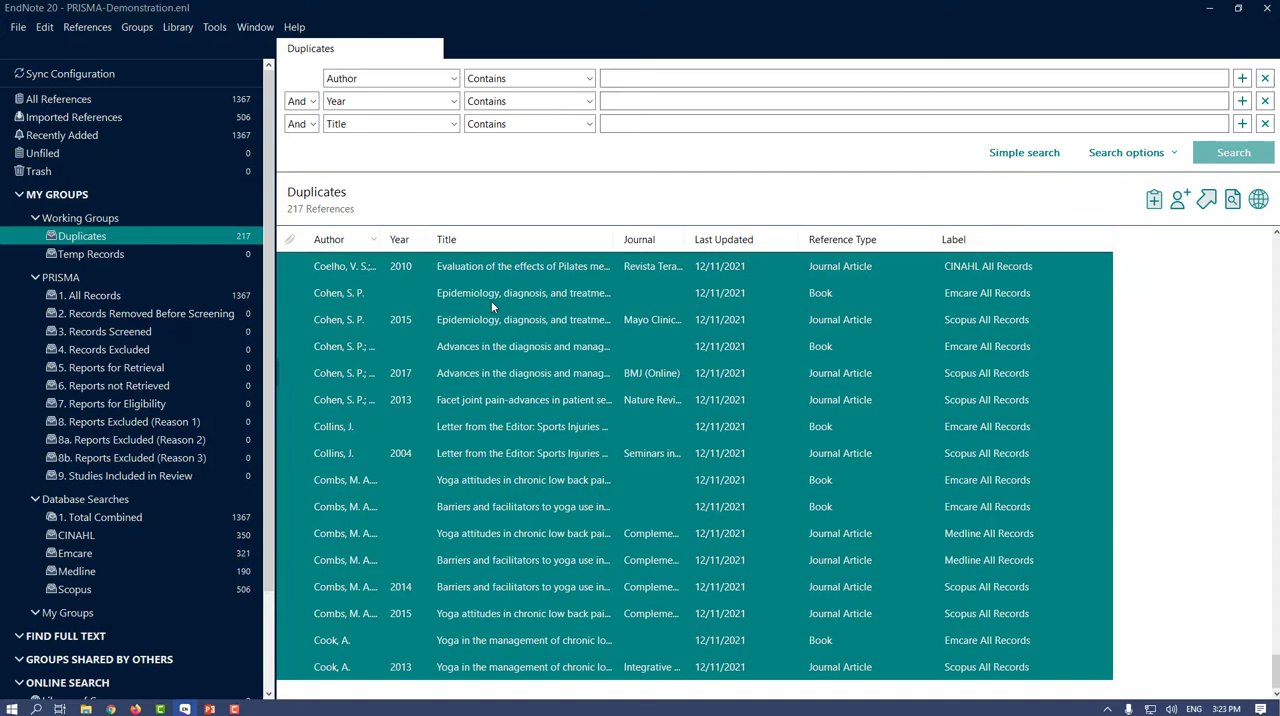 EndNote 20 - PRISMA-Demonstration.enl
File Edit References Groups Library Tools Window Help
Sync Configuration
All References 1367
Imported References 506
Recently Added 1367
Unfiled 0
Trash 0
MY GROUPS
Working Groups
Duplicates 217
Temp Records 0
PRISMA
1. All Records 1367
2. Records Removed Before Screening 0
3. Records Screened 0
4. Records Excluded 0
5. Reports for Retrieval 0
6. Reports not Retrieved 0
7. Reports for Eligibility 0
8. Reports Excluded (Reason 1) 0
8a. Reports Excluded (Reason 2) 0
8b. Reports Excluded (Reason 3) 0
9. Studies Included in Review 0
Database Searches
1. Total Combined 1367
CINAHL 350
Emcare 321
Medline 190
Scopus 506
My Groups
FIND FULL TEXT
GROUPS SHARED BY OTHERS
ONLINE SEARCH
Duplicates
Author Contains
And Year Contains
And Title Contains
Simple search Search options Search
Duplicates
217 References
Author Year Title Journal Last Updated Reference Type Label
Coelho, V. S.;... 2010 Evaluation of the effects of Pilates me... Revista Tera... 12/11/2021 Journal Article CINAHL All Records
Cohen, S. P. Epidemiology, diagnosis, and treatme... 12/11/2021 Book Emcare All Records
Cohen, S. P. 2015 Epidemiology, diagnosis, and treatme... Mayo Clinic... 12/11/2021 Journal Article Scopus All Records
Cohen, S. P.; ... Advances in the diagnosis and manag... 12/11/2021 Book Emcare All Records
Cohen, S. P.; ... 2017 Advances in the diagnosis and manag... BMJ (Online) 12/11/2021 Journal Article Scopus All Records
Cohen, S. P.; ... 2013 Facet joint pain-advances in patient se... Nature Revi... 12/11/2021 Journal Article Scopus All Records
Collins, J. Letter from the Editor: Sports Injuries ... 12/11/2021 Book Emcare All Records
Collins, J. 2004 Letter from the Editor: Sports Injuries ... Seminars in... 12/11/2021 Journal Article Scopus All Records
Combs, M. A.... Yoga attitudes in chronic low back pai... 12/11/2021 Book Emcare All Records
Combs, M. A.... Barriers and facilitators to yoga use in... 12/11/2021 Book Emcare All Records
Combs, M. A.... Yoga attitudes in chronic low back pai... Compleme... 12/11/2021 Journal Article Medline All Records
Combs, M. A.... Barriers and facilitators to yoga use in... Compleme... 12/11/2021 Journal Article Medline All Records
Combs, M. A.... 2014 Barriers and facilitators to yoga use in... Compleme... 12/11/2021 Journal Article Scopus All Records
Combs, M. A.... 2015 Yoga attitudes in chronic low back pai... Compleme... 12/11/2021 Journal Article Scopus All Records
Cook, A. Yoga in the management of chronic lo... 12/11/2021 Book Emcare All Records
Cook, A. 2013 Yoga in the management of chronic lo... Integrative ... 12/11/2021 Journal Article Scopus All Records
ENG 3:23 PM